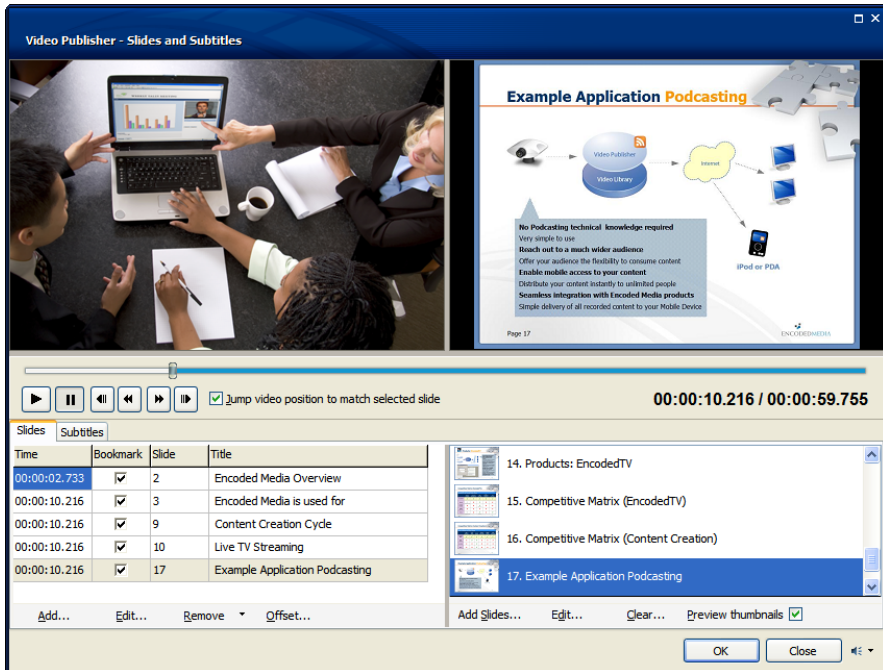 Video Publisher - Slides and Subtitles
Example Application Podcasting
Video Publisher
Video Library
Internet
No Podcasting technical knowledge required
Very simple to use
Reach out to a much wider audience
Offer your audience the flexibility to consume content
Enable mobile access to your content
Distribute your content instantly to unlimited people
Seamless integration with Encoded Media products
Simple delivery of all recorded content to your Mobile Device
iPod or PDA
Page 17
ENCODEDMEDIA
Jump video position to match selected slide
00:00:10.216 / 00:00:59.755
Slides Subtitles
Time Bookmark Slide Title
00:00:02.733 2 Encoded Media Overview
00:00:10.216 3 Encoded Media is used for
00:00:10.216 9 Content Creation Cycle
00:00:10.216 10 Live TV Streaming
00:00:10.216 17 Example Application Podcasting
Add... Edit... Remove Offset...
14. Products: EncodedTV
15. Competitive Matrix (EncodedTV)
16. Competitive Matrix (Content Creation)
17. Example Application Podcasting
Add Slides... Edit... Clear... Preview thumbnails
OK Close